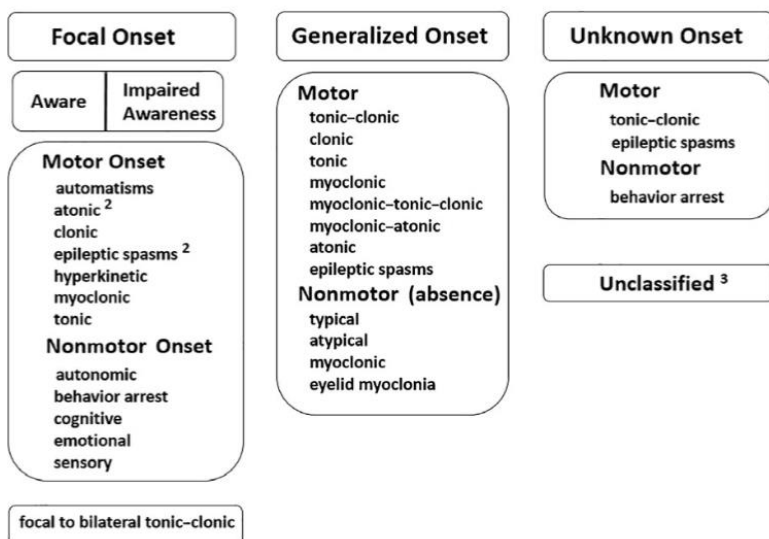 Focal Onset
Aware
Impaired
Awareness
Motor Onset
automatisms
atonic ²
clonic
epileptic spasms ²
hyperkinetic
myoclonic
tonic
Nonmotor Onset
autonomic
behavior arrest
cognitive
emotional
sensory
focal to bilateral tonic–clonic
Generalized Onset
Motor
tonic–clonic
clonic
tonic
myoclonic
myoclonic–tonic–clonic
myoclonic–atonic
atonic
epileptic spasms
Nonmotor (absence)
typical
atypical
myoclonic
eyelid myoclonia
Unknown Onset
Motor
tonic–clonic
epileptic spasms
Nonmotor
behavior arrest
Unclassified ³